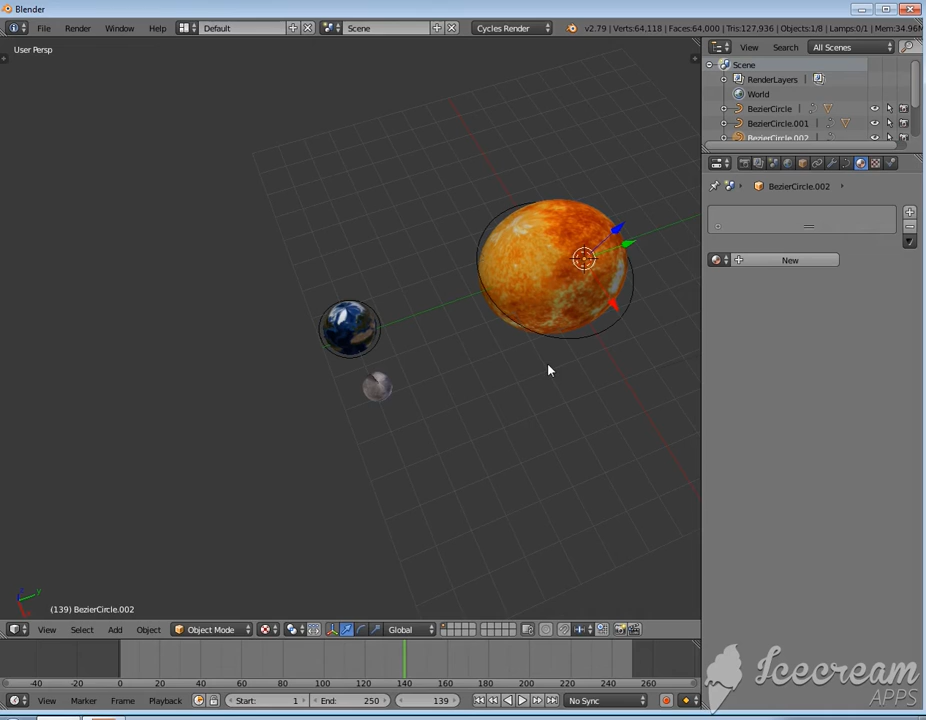 Blender
File Render Window Help Default Scene Cycles Render v2.79 | Verts:64,118 | Faces:64,000 | Tris:127,936 | Objects:1/8 | Lamps:0/1 | Mem:34.96M
User Persp
View Search All Scenes
Scene
RenderLayers
World
BezierCircle
BezierCircle.001
BezierCircle.002
BezierCircle.002
New
(139) BezierCircle.002
View Select Add Object Object Mode Global
-40 -20 0 20 40 60 80 100 120 140 160 180 200 220 240 260
View Marker Frame Playback Start: 1 End: 250 139 No Sync
Icecream
APPS